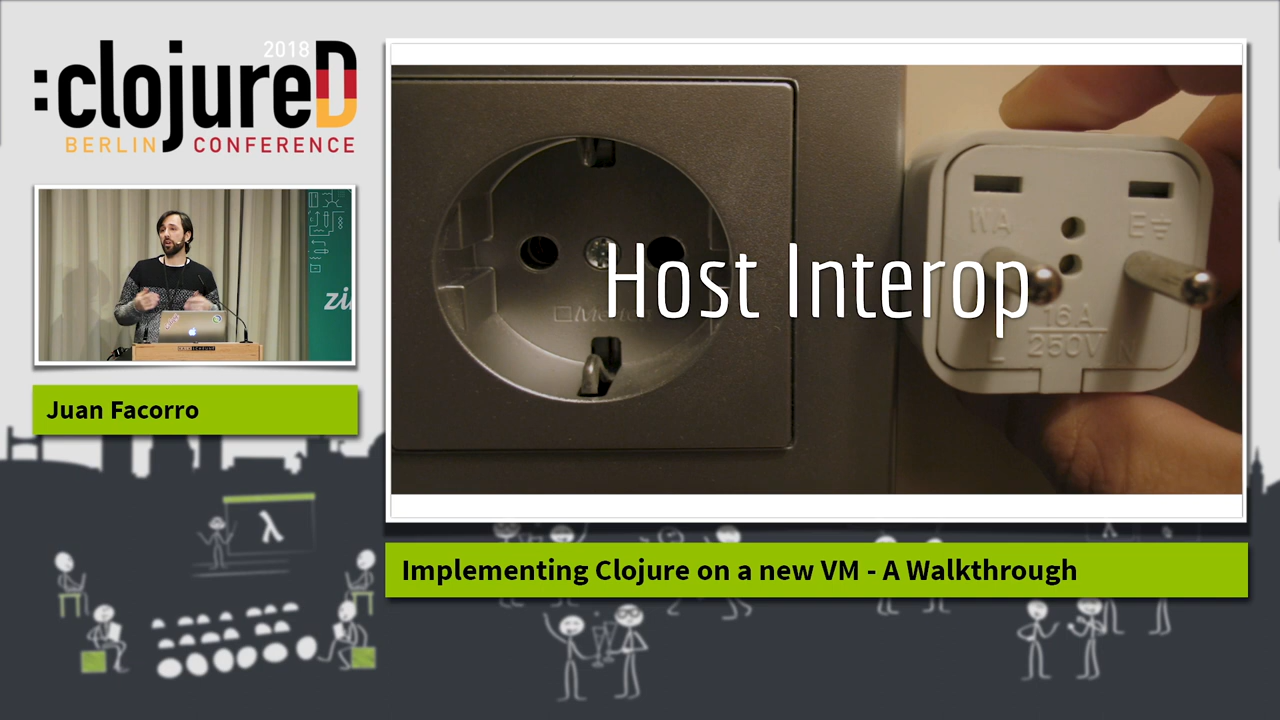 2018
:clojureD
BERLIN CONFERENCE
Juan Facorro
Host Interop
WA
E
16A
250V
L
N
Implementing Clojure on a new VM - A Walkthrough
λ